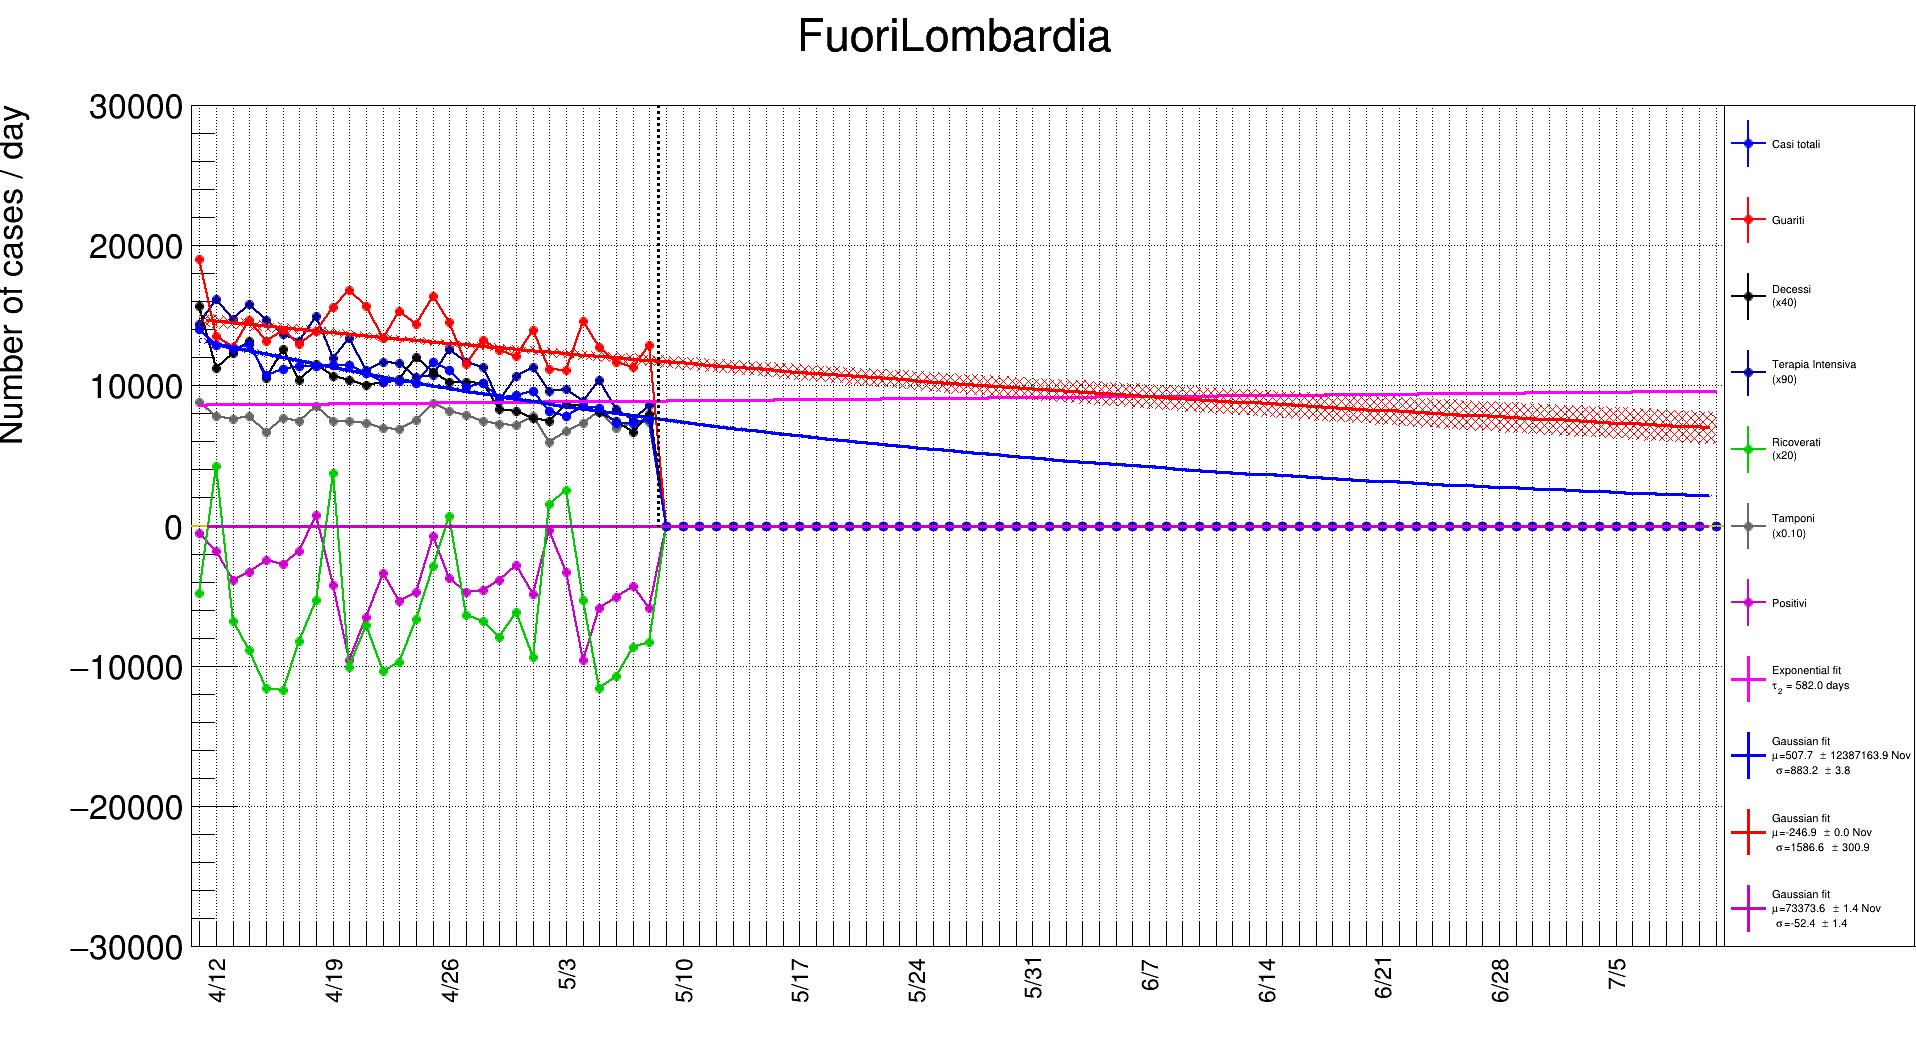 FuoriLombardia
Number of cases / day
30000
20000
10000
0
−10000
−20000
−30000
4/12
4/19
4/26
5/3
5/10
5/17
5/24
5/31
6/7
6/14
6/21
6/28
7/5
Casi totali
Guariti
Decessi
(x40)
Terapia Intensiva
(x90)
Ricoverati
(x20)
Tamponi
(x0.10)
Positivi
Exponential fit
τ2 = 582.0 days
Gaussian fit
μ=507.7 ± 12387163.9 Nov
σ=883.2 ± 3.8
Gaussian fit
μ=-246.9 ± 0.0 Nov
σ=1586.6 ± 300.9
Gaussian fit
μ=73373.6 ± 1.4 Nov
σ=-52.4 ± 1.4